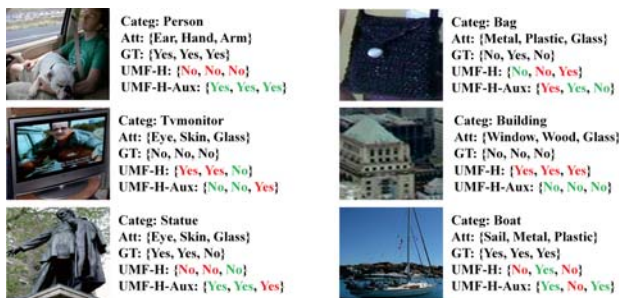 Categ: Person
Att: {Ear, Hand, Arm}
GT: {Yes, Yes, Yes}
UMF-H: {No, No, No}
UMF-H-Aux: {Yes, Yes, Yes}
Categ: Tvmonitor
Att: {Eye, Skin, Glass}
GT: {No, No, No}
UMF-H: {Yes, Yes, No}
UMF-H-Aux: {No, No, Yes}
Categ: Statue
Att: {Eye, Skin, Glass}
GT: {Yes, Yes, No}
UMF-H: {No, No, No}
UMF-H-Aux: {Yes, Yes, Yes}
Categ: Bag
Att: {Metal, Plastic, Glass}
GT: {No, Yes, No}
UMF-H: {No, No, Yes}
UMF-H-Aux: {Yes, Yes, No}
Categ: Building
Att: {Window, Wood, Glass}
GT: {No, No, No}
UMF-H: {Yes, Yes, Yes}
UMF-H-Aux: {No, No, No}
Categ: Boat
Att: {Sail, Metal, Plastic}
GT: {Yes, Yes, Yes}
UMF-H: {No, Yes, No}
UMF-H-Aux: {Yes, No, Yes}